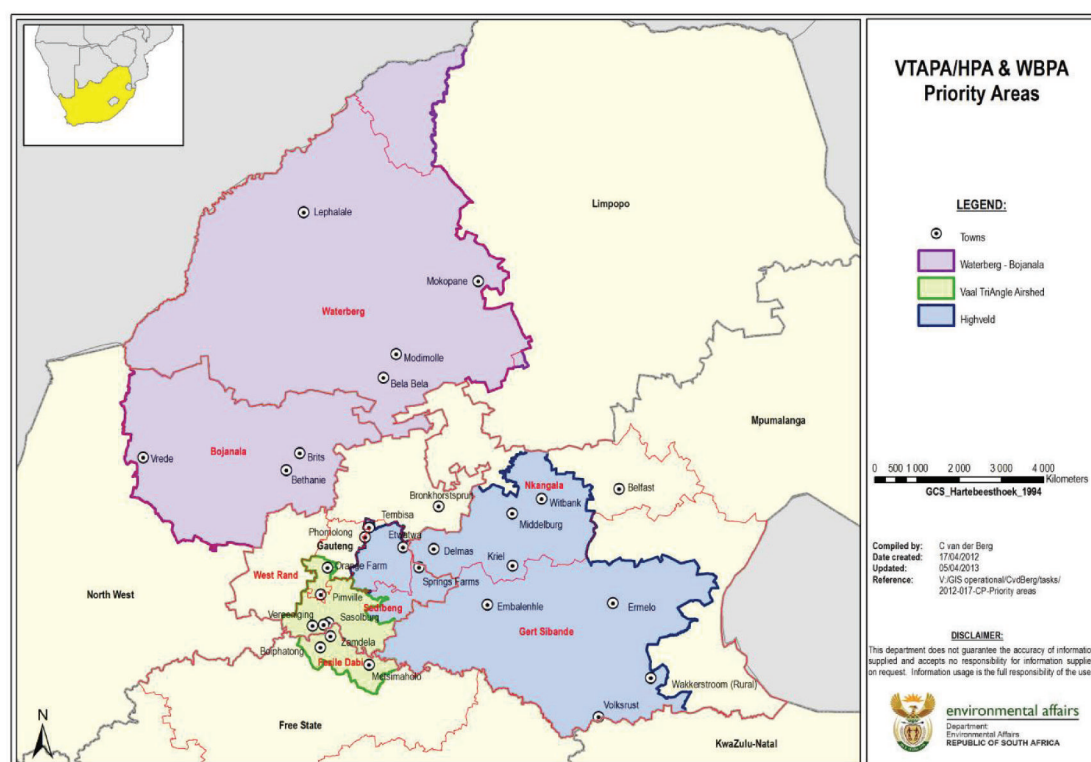 VTAPA/HPA & WBPA
Priority Areas
LEGEND:
Towns
Waterberg - Bojanala
Vaal TriAngle Airshed
Highveld
0 500 1 000 2 000 3 000 4 000
Kilometers
GCS_Hartebeesthoek_1994
Compiled by: C van der Berg
Date created: 17/04/2012
Updated: 05/04/2013
Reference: V:/GIS operational/CvdBerg/tasks/
2012-017-CP-Priority areas
DISCLAIMER:
This department does not guarantee the accuracy of informatio
supplied and accepts no responsibility for information supplie
on request. Information usage is the full responsibility of the use
environmental affairs
Department:
Environmental Affairs
REPUBLIC OF SOUTH AFRICA
Lephalale
Limpopo
Mokopane
Waterberg
Modimolle
Bela Bela
Mpumalanga
Bojanala
Vrede
Brits
Bethanie
Nkangala
Belfast
Witbank
Bronkhorstsprun
Middelburg
Tembisa
Phomolong
Etwatwa
Gauteng
Delmas
Kriel
Orange Farm
Springs Farms
West Rand
North West
Pimville
Sedibeng
Embalenhle
Ermelo
Vereeniging
Sasolburg
Gert Sibande
Zamdela
Boiphatong
Fezile Dabi
Metsimaholo
Wakkerstroom (Rural)
Volksrust
Free State
KwaZulu-Natal
N